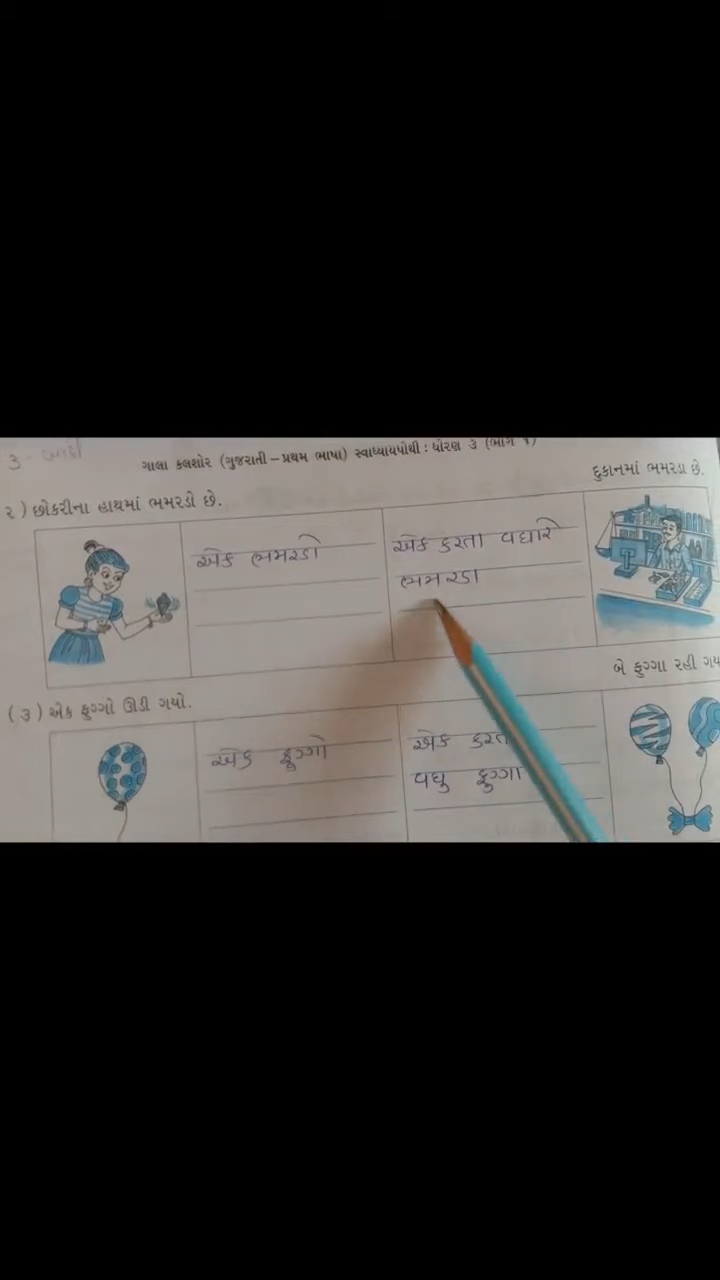 ગાલા કલશોર (ગુજરાતી – પ્રથમ ભાષા) સ્વાધ્યાયપોથી : ધોરણ ૩ (ભાગ ૧)
૨) છોકરીના હાથમાં ભમરડો છે.
દુકાનમાં ભમરડા છે.
એક ભમરડો
એક કરતા વધારે
ભમરડા
(૩) એક ફુગ્ગો ઊડી ગયો.
બે ફુગ્ગા રહી ગય
એક ફુગ્ગો
એક કરત
વધુ ફુગ્ગા